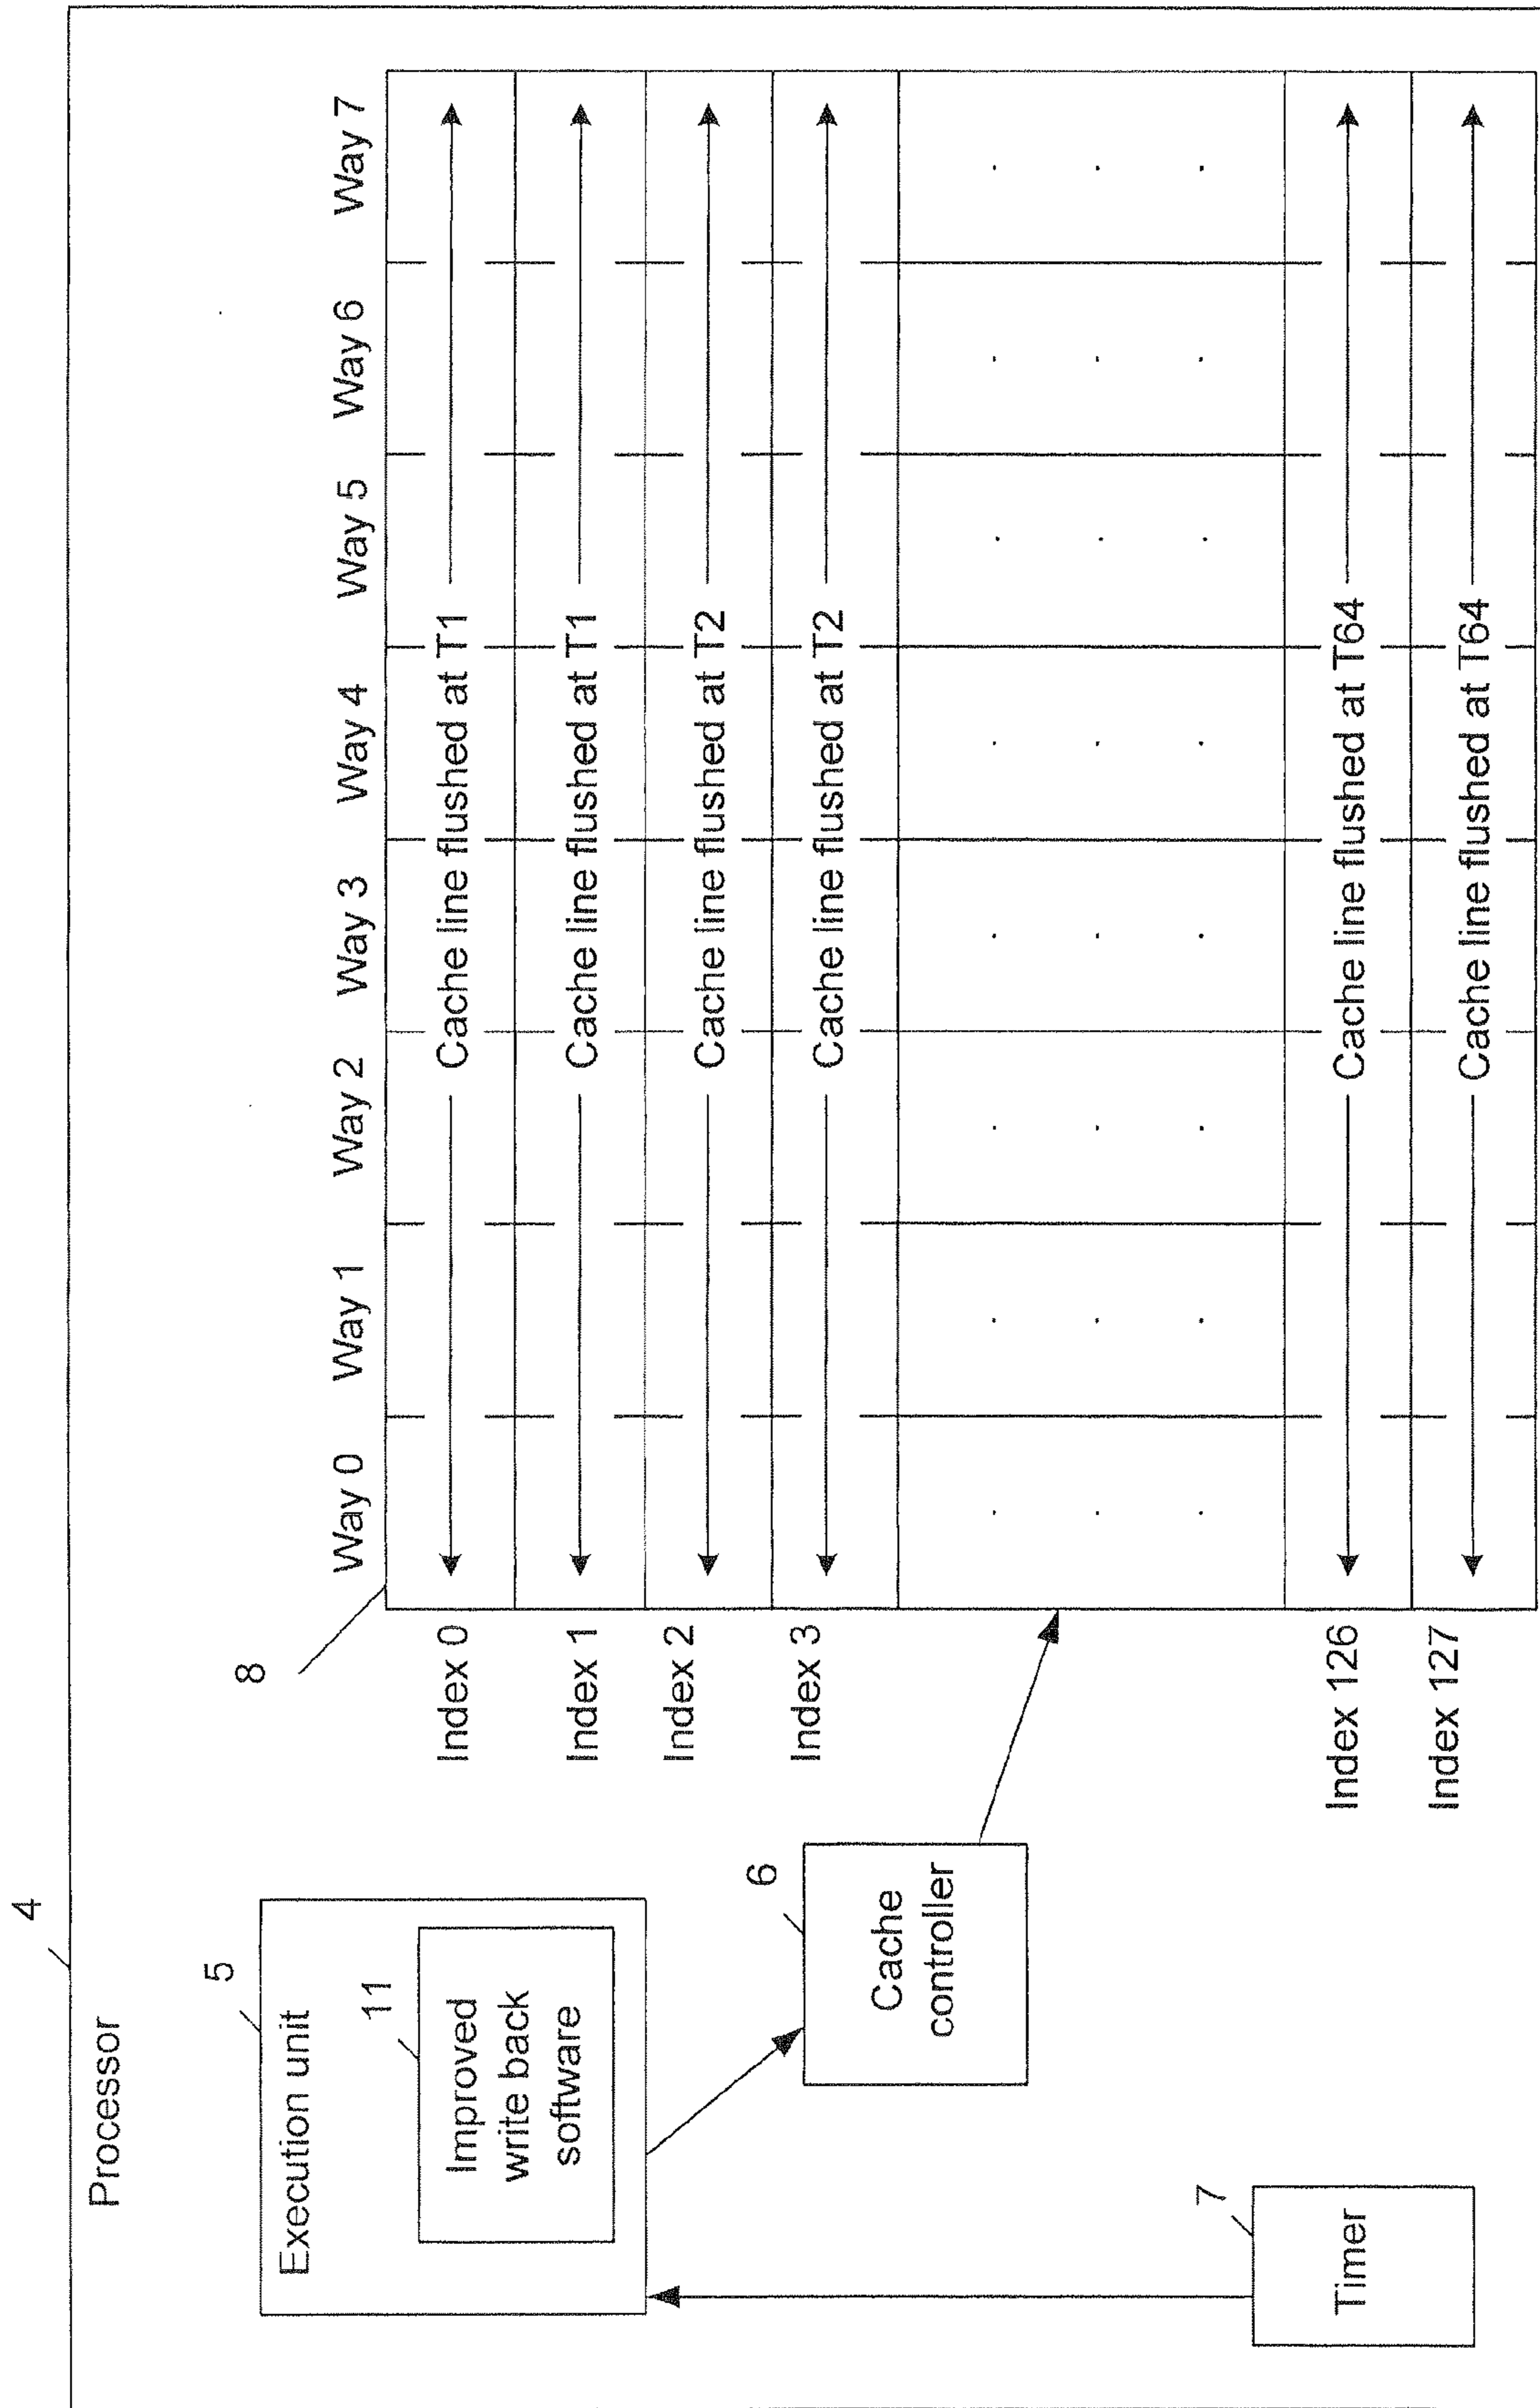 4
Processor
5
Execution unit
11
Improved
write back
software
6
Cache
controller
7
Timer
8
Way 0 Way 1 Way 2 Way 3 Way 4 Way 5 Way 6 Way 7
Index 0 Cache line flushed at T1
Index 1 Cache line flushed at T1
Index 2 Cache line flushed at T2
Index 3 Cache line flushed at T2
Index 126 Cache line flushed at T64
Index 127 Cache line flushed at T64